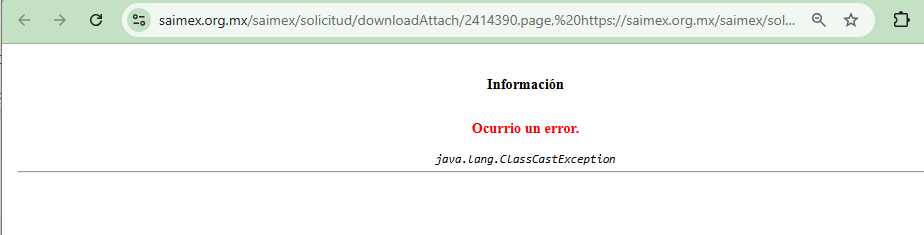 saimex.org.mx/saimex/solicitud/downloadAttach/2414390.page,%20https://saimex.org.mx/saimex/sol...
Información
Ocurrio un error.
java.lang.ClassCastException